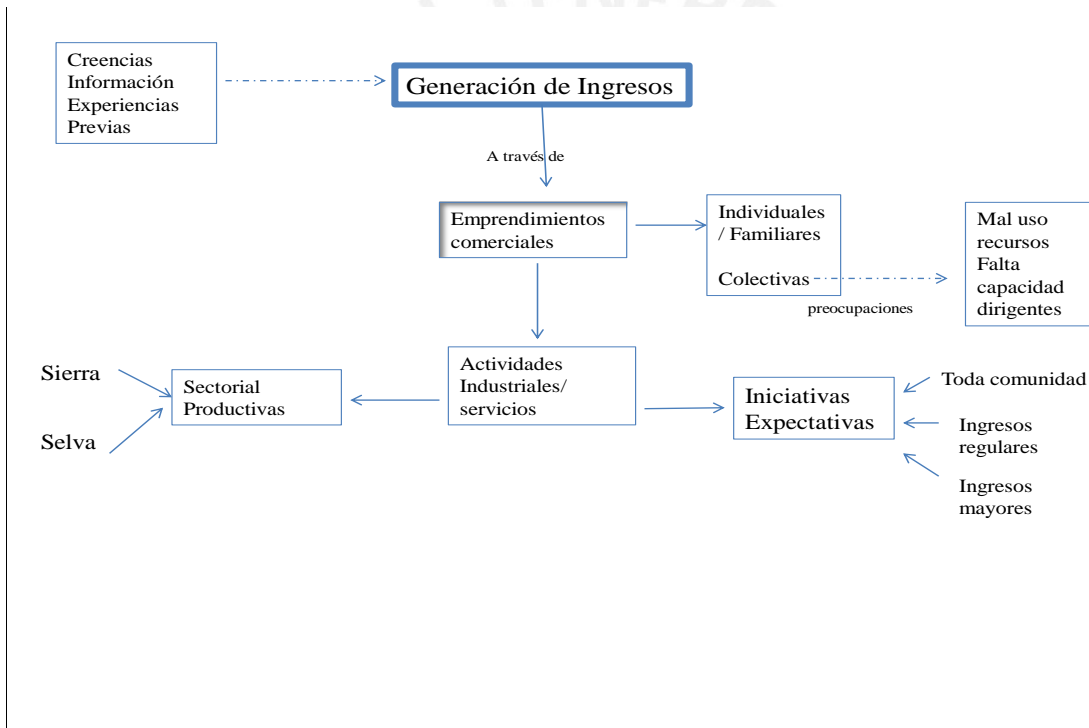 Creencias
Información
Experiencias
Previas
Generación de Ingresos
A través de
Emprendimientos
comerciales
Individuales
/ Familiares
Colectivas
preocupaciones
Mal uso
recursos
Falta
capacidad
dirigentes
Sierra
Selva
Sectorial
Productivas
Actividades
Industriales/
servicios
Iniciativas
Expectativas
Toda comunidad
Ingresos
regulares
Ingresos
mayores